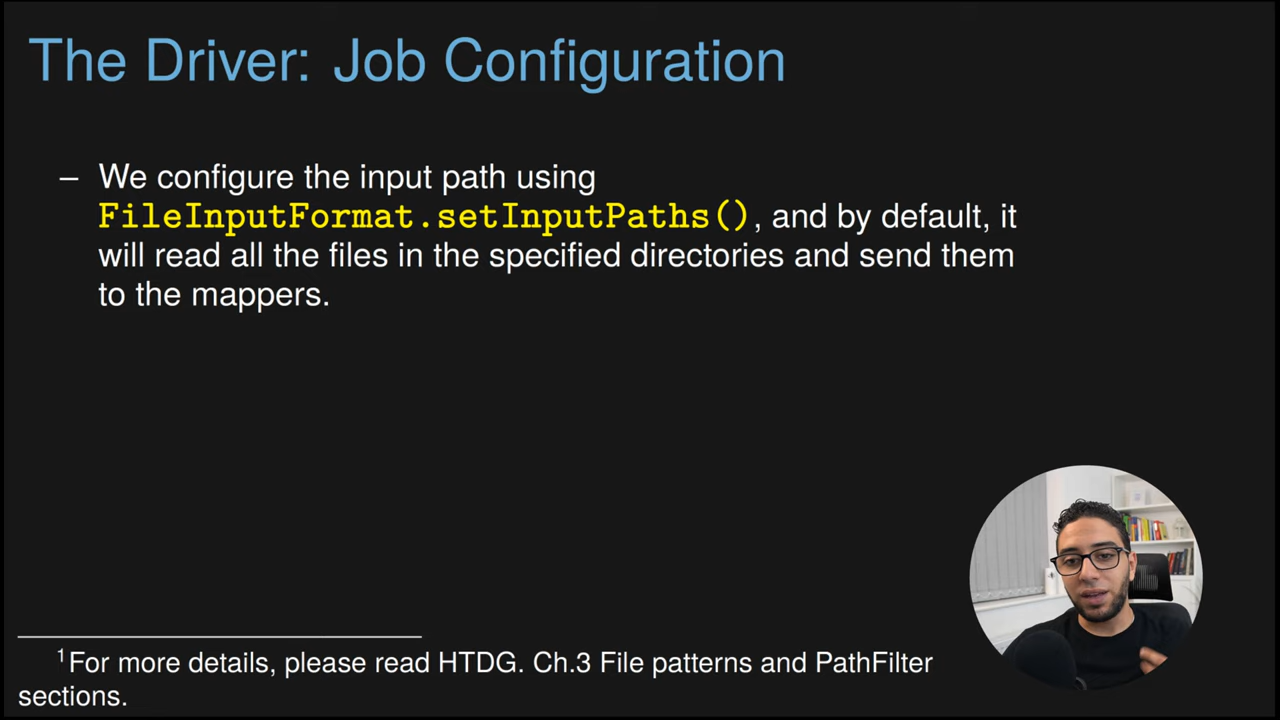 The Driver: Job Configuration
– We configure the input path using
FileInputFormat.setInputPaths(), and by default, it
will read all the files in the specified directories and send them
to the mappers.
1For more details, please read HTDG. Ch.3 File patterns and PathFilter
sections.